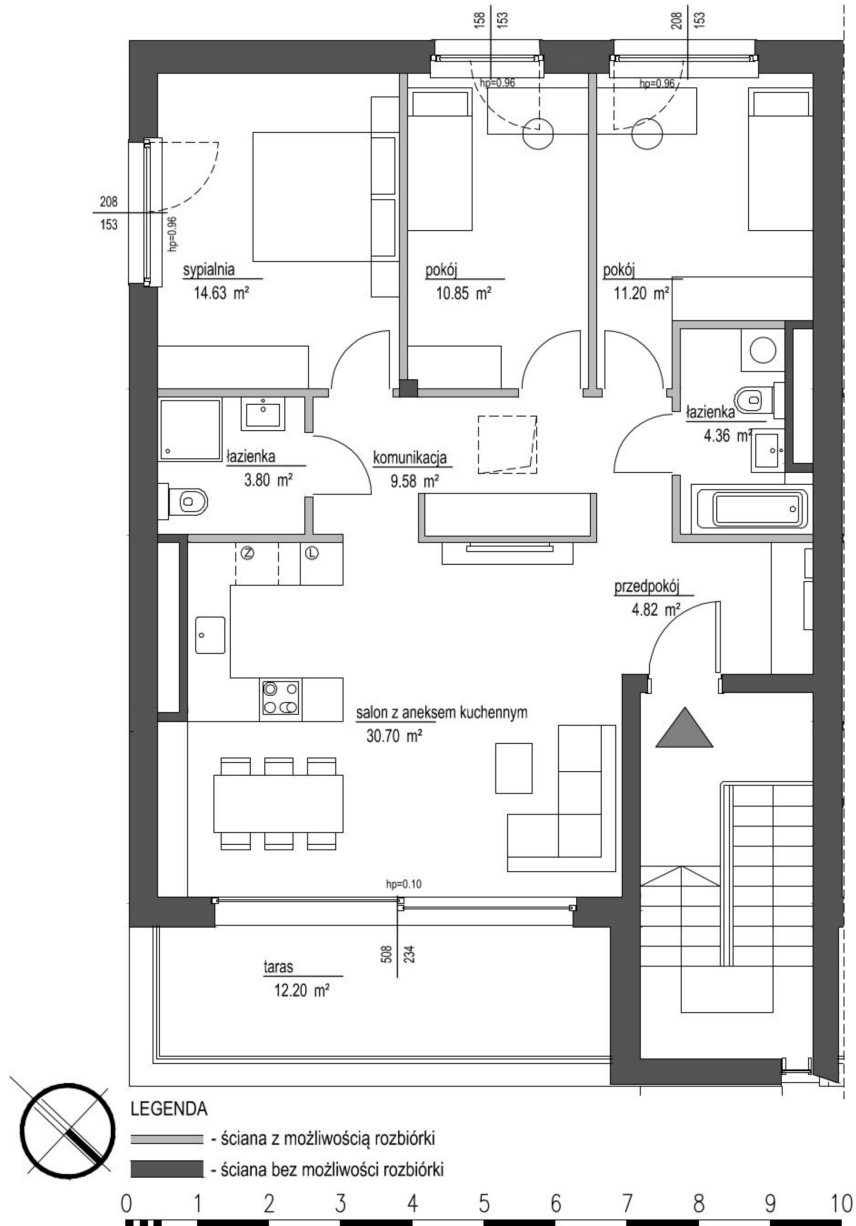 158
153
208
153
hp=0.96
hp=0.96
208
153
hp=0.96
sypialnia
14.63 m²
pokój
10.85 m²
pokój
11.20 m²
łazienka
4.36 m²
łazienka
3.80 m²
komunikacja
9.58 m²
Z
L
przedpokój
4.82 m²
salon z aneksem kuchennym
30.70 m²
hp=0.10
508
234
taras
12.20 m²
LEGENDA
- ściana z możliwością rozbiórki
- ściana bez możliwości rozbiórki
0 1 2 3 4 5 6 7 8 9 10